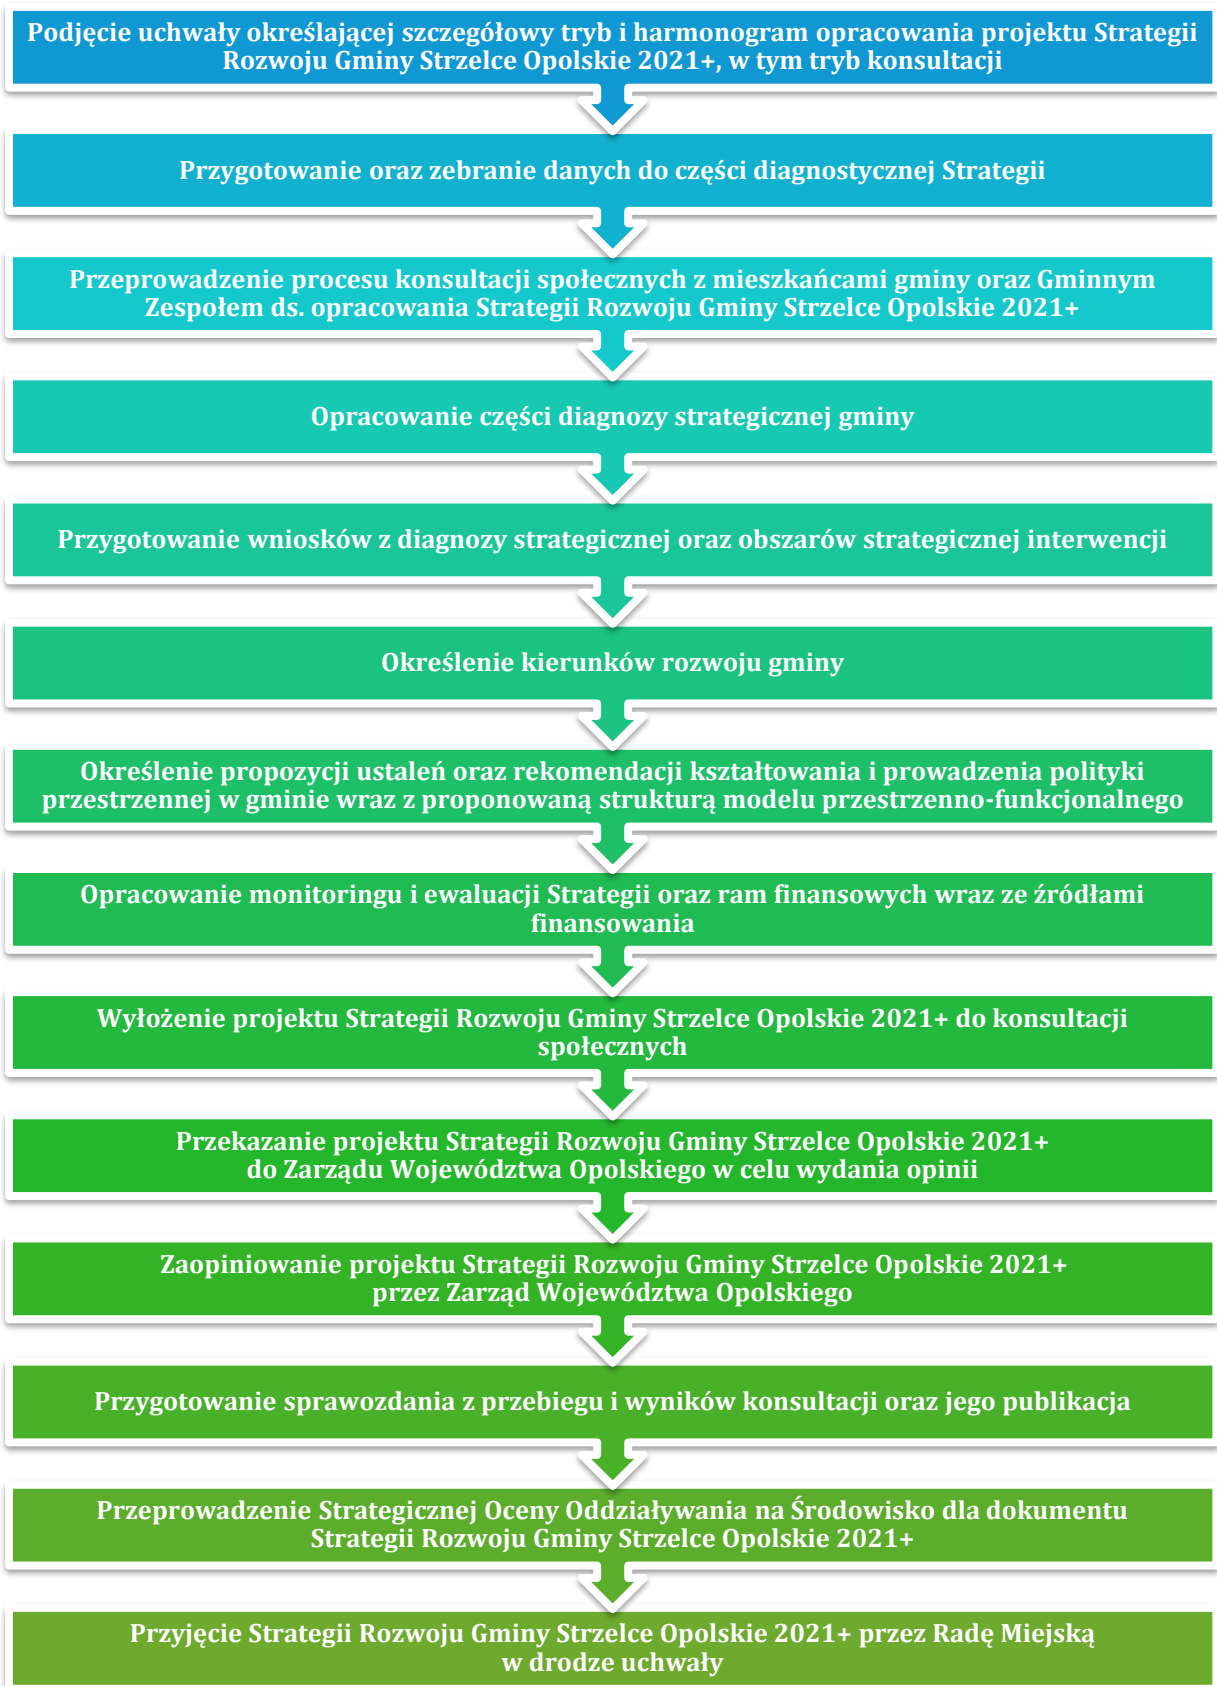 Podjęcie uchwały określającej szczegółowy tryb i harmonogram opracowania projektu Strategii
Rozwoju Gminy Strzelce Opolskie 2021+, w tym tryb konsultacji
Przygotowanie oraz zebranie danych do części diagnostycznej Strategii
Przeprowadzenie procesu konsultacji społecznych z mieszkańcami gminy oraz Gminnym
Zespołem ds. opracowania Strategii Rozwoju Gminy Strzelce Opolskie 2021+
Opracowanie części diagnozy strategicznej gminy
Przygotowanie wniosków z diagnozy strategicznej oraz obszarów strategicznej interwencji
Określenie kierunków rozwoju gminy
Określenie propozycji ustaleń oraz rekomendacji kształtowania i prowadzenia polityki
przestrzennej w gminie wraz z proponowaną strukturą modelu przestrzenno-funkcjonalnego
Opracowanie monitoringu i ewaluacji Strategii oraz ram finansowych wraz ze źródłami
finansowania
Wyłożenie projektu Strategii Rozwoju Gminy Strzelce Opolskie 2021+ do konsultacji
społecznych
Przekazanie projektu Strategii Rozwoju Gminy Strzelce Opolskie 2021+
do Zarządu Województwa Opolskiego w celu wydania opinii
Zaopiniowanie projektu Strategii Rozwoju Gminy Strzelce Opolskie 2021+
przez Zarząd Województwa Opolskiego
Przygotowanie sprawozdania z przebiegu i wyników konsultacji oraz jego publikacja
Przeprowadzenie Strategicznej Oceny Oddziaływania na Środowisko dla dokumentu
Strategii Rozwoju Gminy Strzelce Opolskie 2021+
Przyjęcie Strategii Rozwoju Gminy Strzelce Opolskie 2021+ przez Radę Miejską
w drodze uchwały